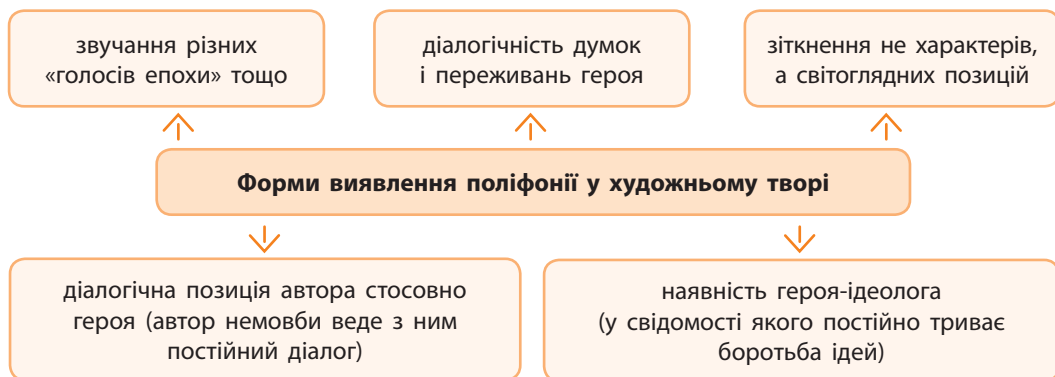 звучання різних
«голосів епохи» тощо
діалогічність думок
і переживань героя
зіткнення не характерів,
а світоглядних позицій
Форми виявлення поліфонії у художньому творі
діалогічна позиція автора стосовно
героя (автор немовби веде з ним
постійний діалог)
наявність героя-ідеолога
(у свідомості якого постійно триває
боротьба ідей)